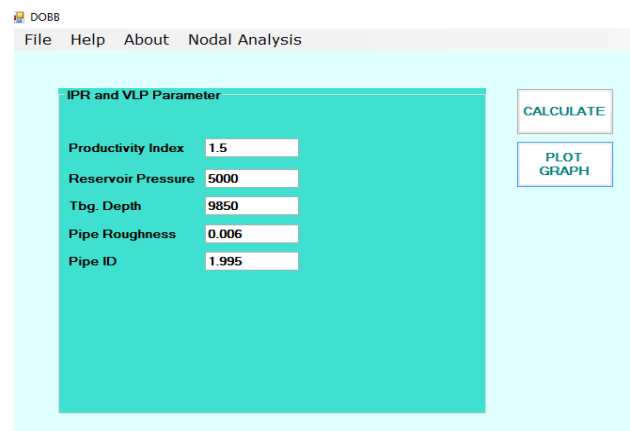 DOBB
File Help About Nodal Analysis
IPR and VLP Parameter
CALCULATE
Productivity Index 1.5
PLOT
GRAPH
Reservoir Pressure 5000
Tbg. Depth 9850
Pipe Roughness 0.006
Pipe ID 1.995